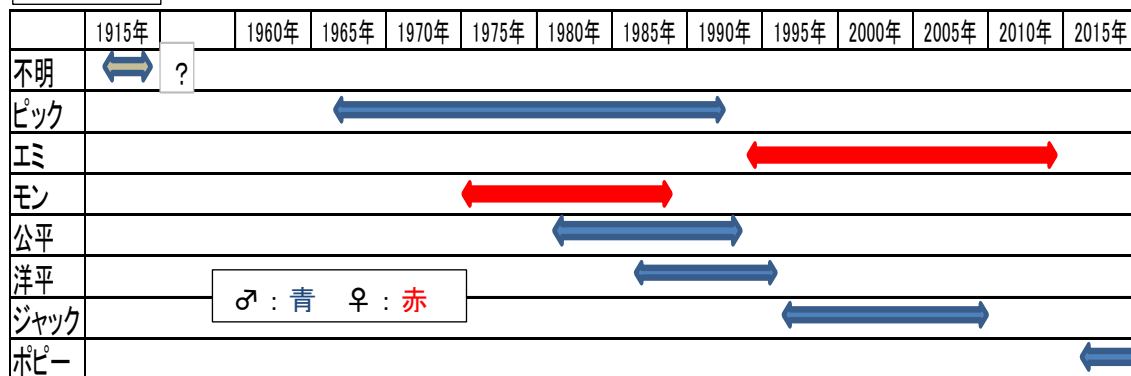 1915年 1960年 1965年 1970年 1975年 1980年 1985年 1990年 1995年 2000年 2005年 2010年 2015年
不明 ?
ピック
エミ
モン
公平
洋平
♂：青 ♀：赤
ジャック
ポピー